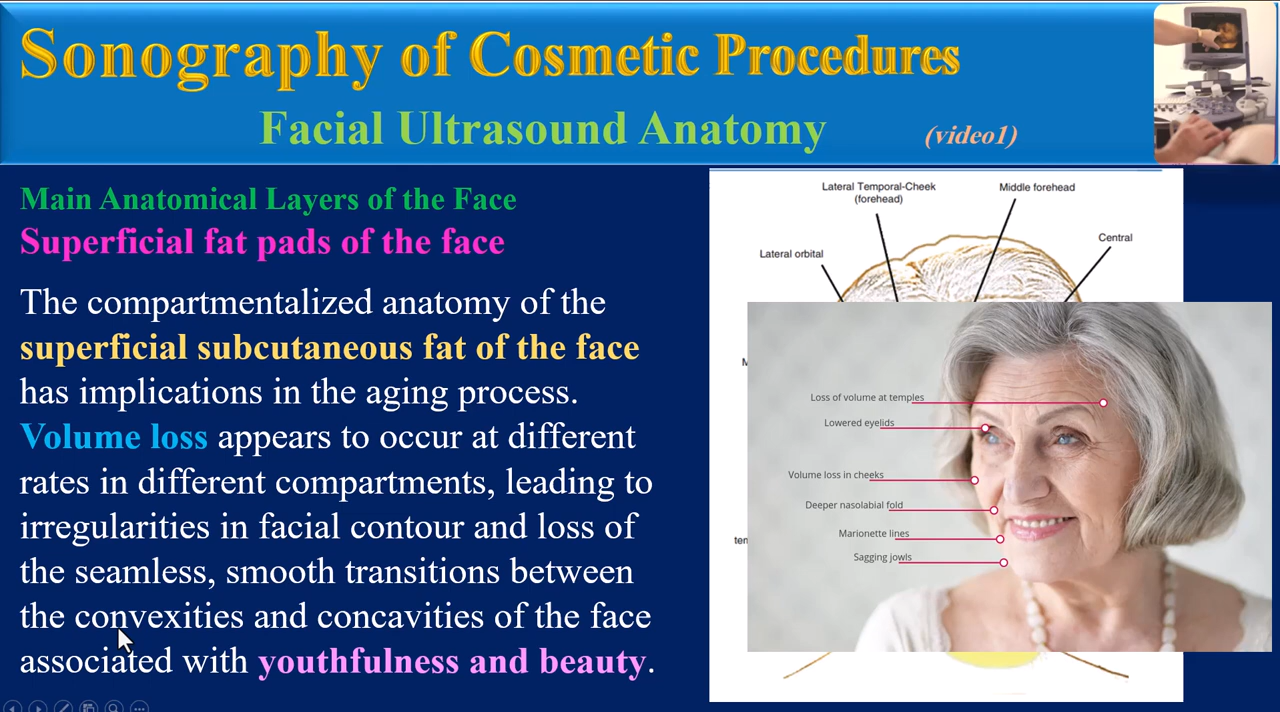 Sonography of Cosmetic Procedures
Facial Ultrasound Anatomy
(video1)
Main Anatomical Layers of the Face
Superficial fat pads of the face
The compartmentalized anatomy of the
superficial subcutaneous fat of the face
has implications in the aging process.
Volume loss appears to occur at different
rates in different compartments, leading to
irregularities in facial contour and loss of
the seamless, smooth transitions between
the convexities and concavities of the face
associated with youthfulness and beauty.
Lateral Temporal-Cheek
(forehead)
Middle forehead
Lateral orbital
Central
Loss of volume at temples
Lowered eyelids
Volume loss in cheeks
Deeper nasolabial fold
Marionette lines
Sagging jowls